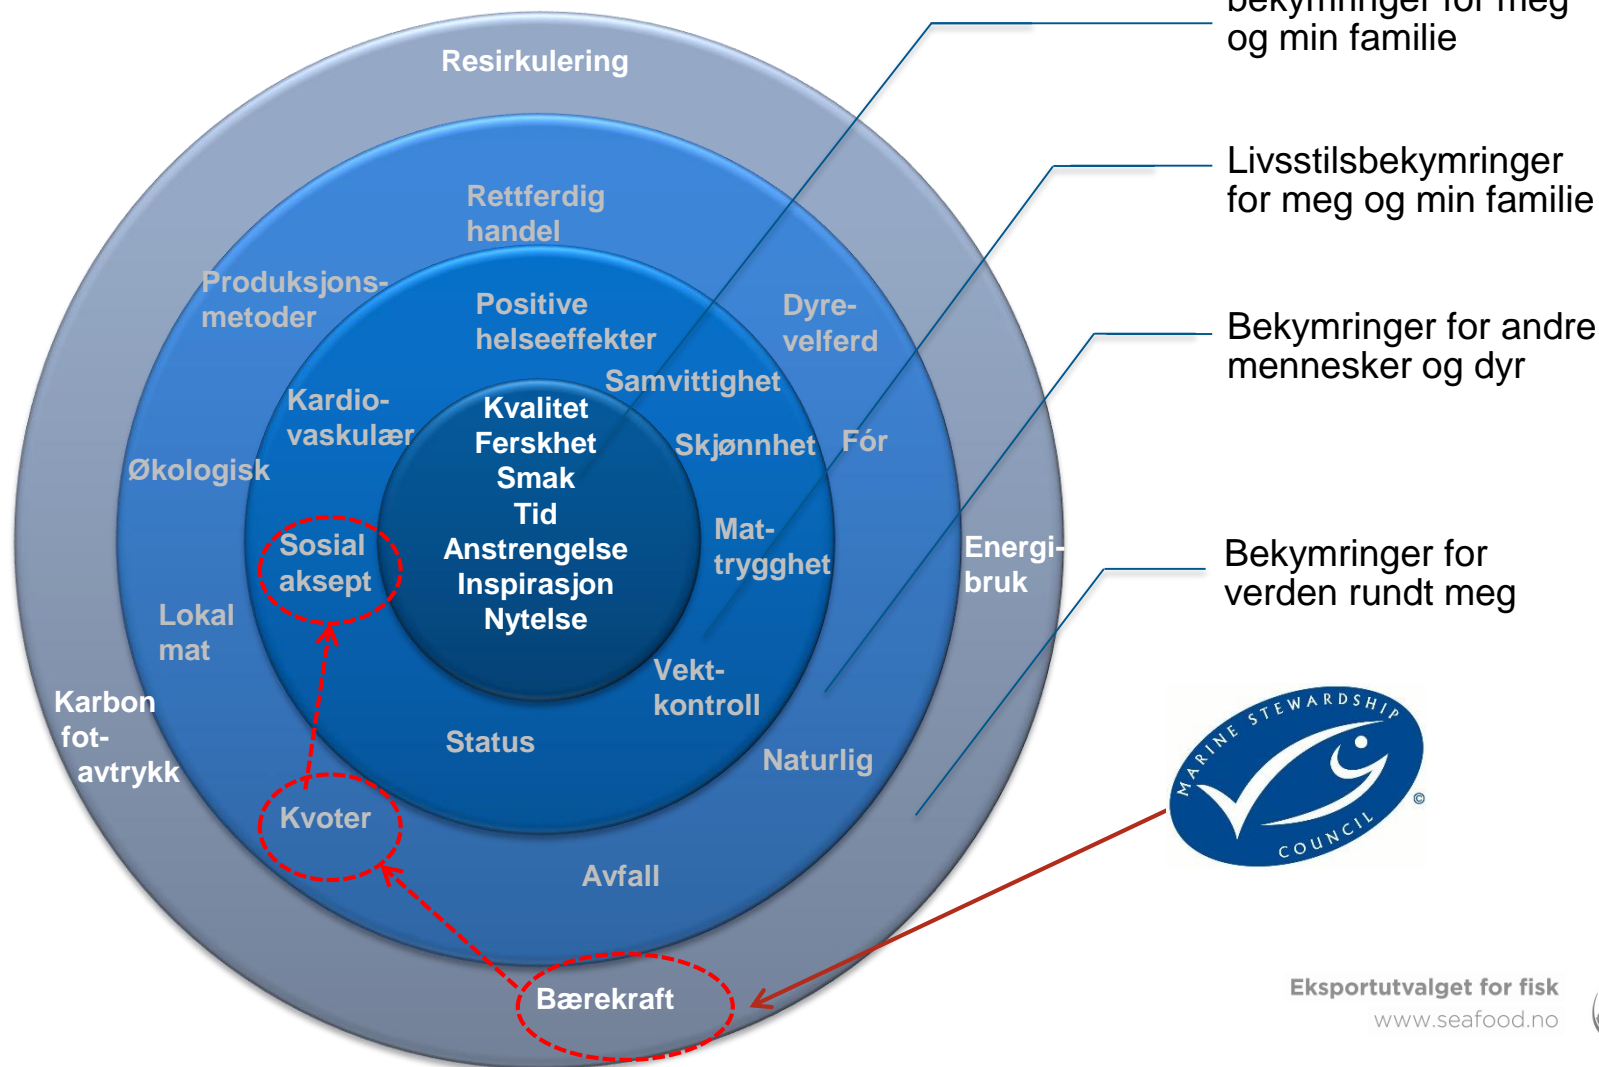 bekymringer for meg
og min familie
Resirkulering
Livsstilsbekymringer
for meg og min familie
Rettferdig
handel
Produksjons-
metoder
Positive
helseeffekter
Dyre-
velferd
Bekymringer for andre
mennesker og dyr
Samvittighet
Kardio-
vaskulær
Kvalitet
Ferskhet
Smak
Tid
Anstrengelse
Inspirasjon
Nytelse
Skjønnhet
Fór
Økologisk
Sosial
aksept
Mat-
trygghet
Energi-
bruk
Bekymringer for
verden rundt meg
Lokal
mat
Vekt-
kontroll
Karbon
fot-
avtrykk
Status
Naturlig
Kvoter
MARINE STEWARDSHIP
COUNCIL
©
Avfall
Bærekraft
Eksportutvalget for fisk
www.seafood.no